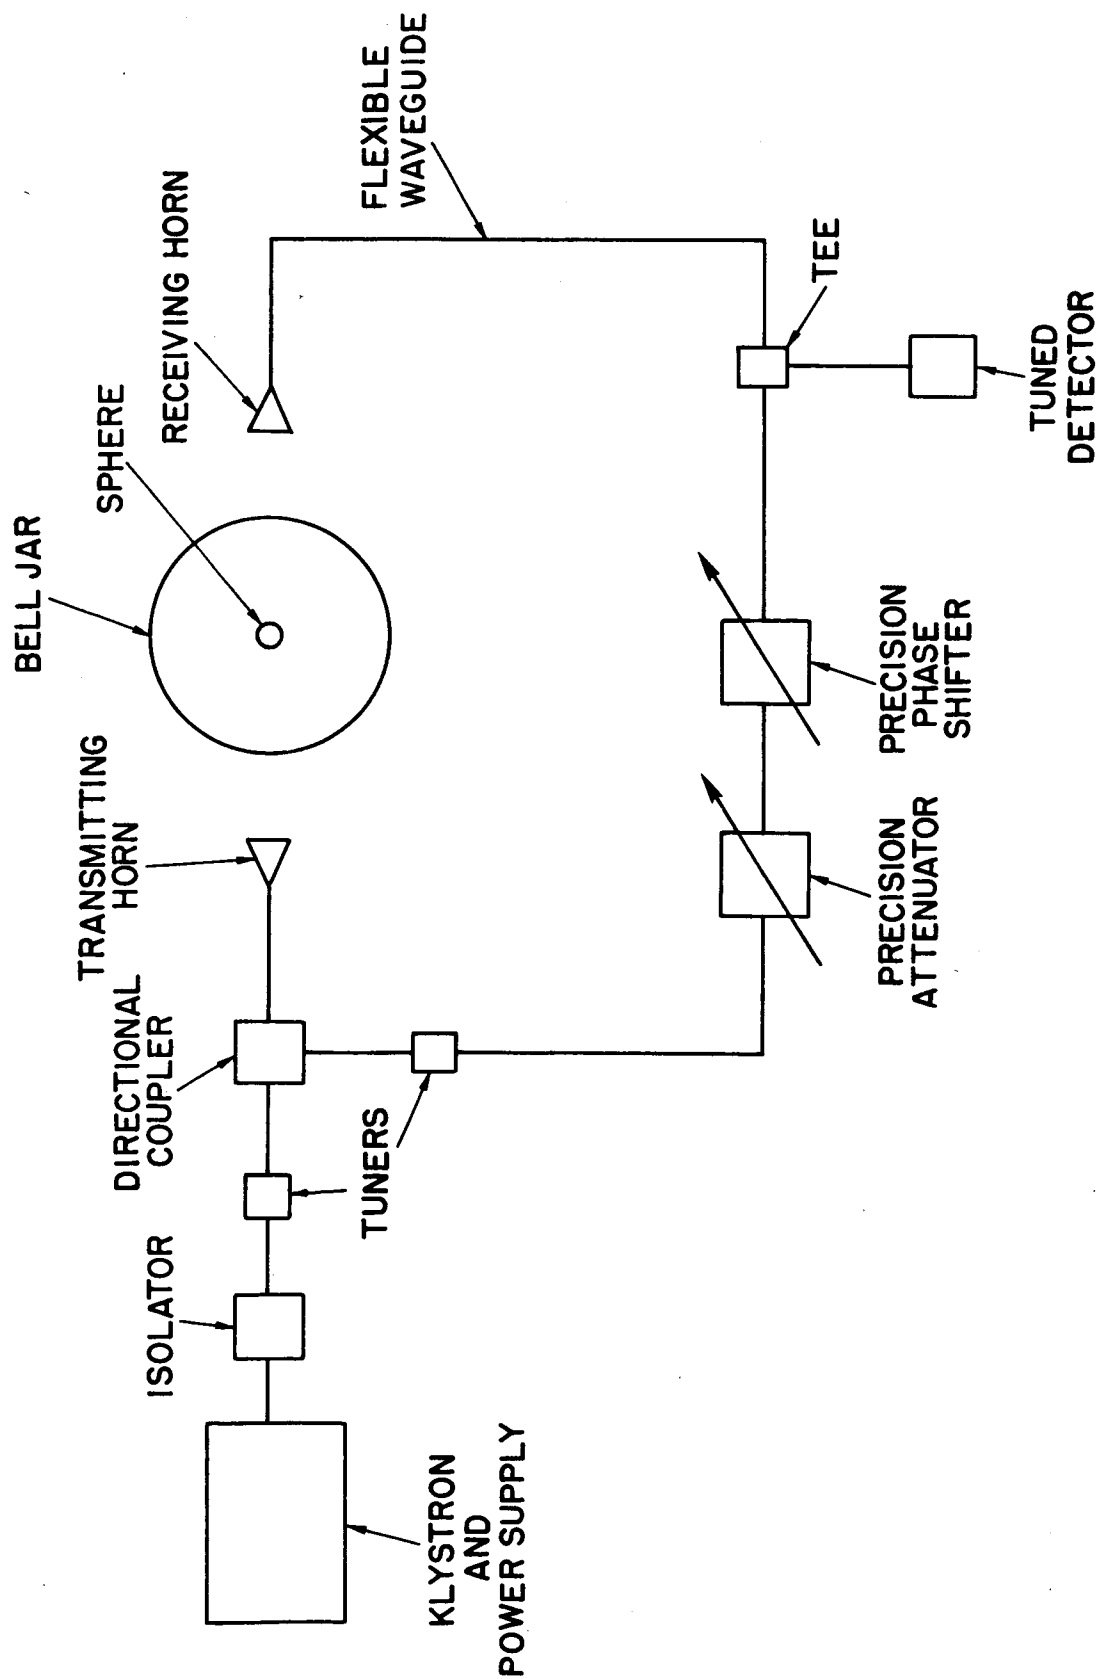 KLYSTRON
AND
POWER SUPPLY
ISOLATOR
TUNERS
DIRECTIONAL
COUPLER
TRANSMITTING
HORN
BELL JAR
SPHERE
RECEIVING HORN
FLEXIBLE
WAVEGUIDE
PRECISION
ATTENUATOR
PRECISION
PHASE
SHIFTER
TEE
TUNED
DETECTOR